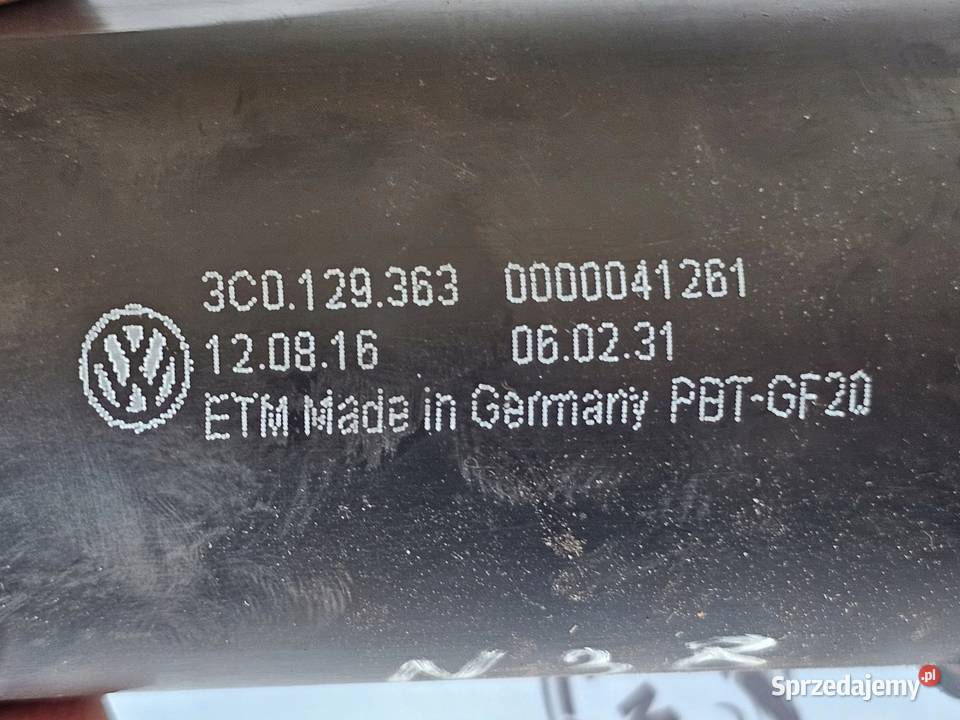 3C0.129.363 0000041261
12.08.16 06.02.31
ETM Made in Germany PBT-GF20
Sprzedajemy.pl